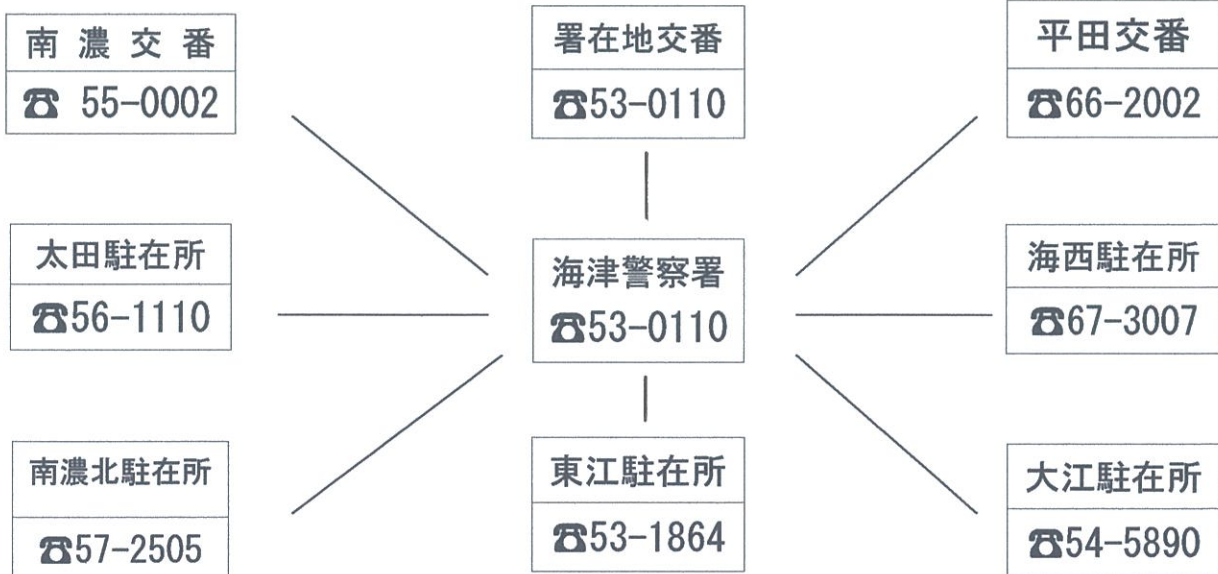 南濃交番
☎ 55-0002
署在地交番
☎53-0110
平田交番
☎66-2002
太田駐在所
☎56-1110
海津警察署
☎53-0110
海西駐在所
☎67-3007
南濃北駐在所
☎57-2505
東江駐在所
☎53-1864
大江駐在所
☎54-5890